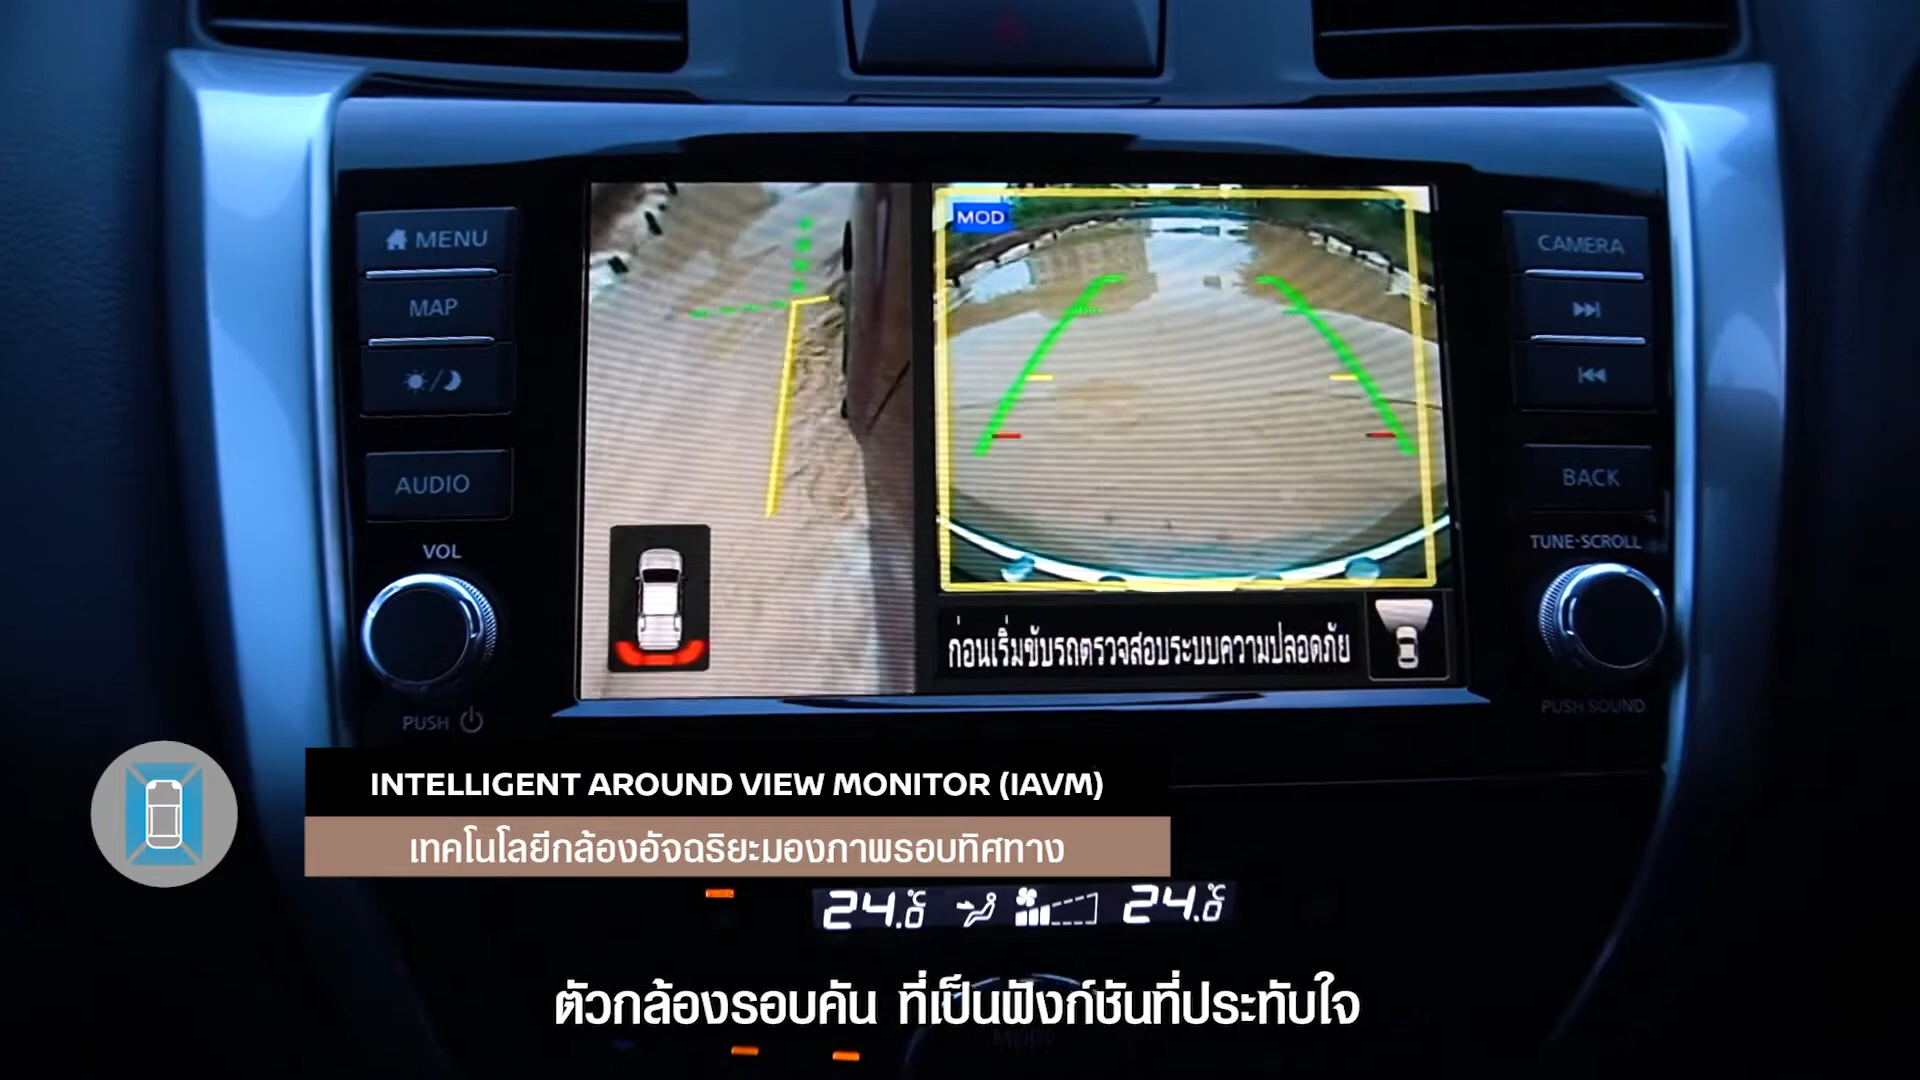 MENU
MAP
AUDIO
VOL
PUSH
MOD
ก่อนเริ่มขับรถตรวจสอบระบบความปลอดภัย
CAMERA
BACK
TUNE·SCROLL
PUSH SOUND
INTELLIGENT AROUND VIEW MONITOR (IAVM)
เทคโนโลยีกล้องอัจฉริยะมองภาพรอบทิศทาง
24.0°C 24.0°C
ตัวกล้องรอบคัน ที่เป็นฟังก์ชันที่ประทับใจ